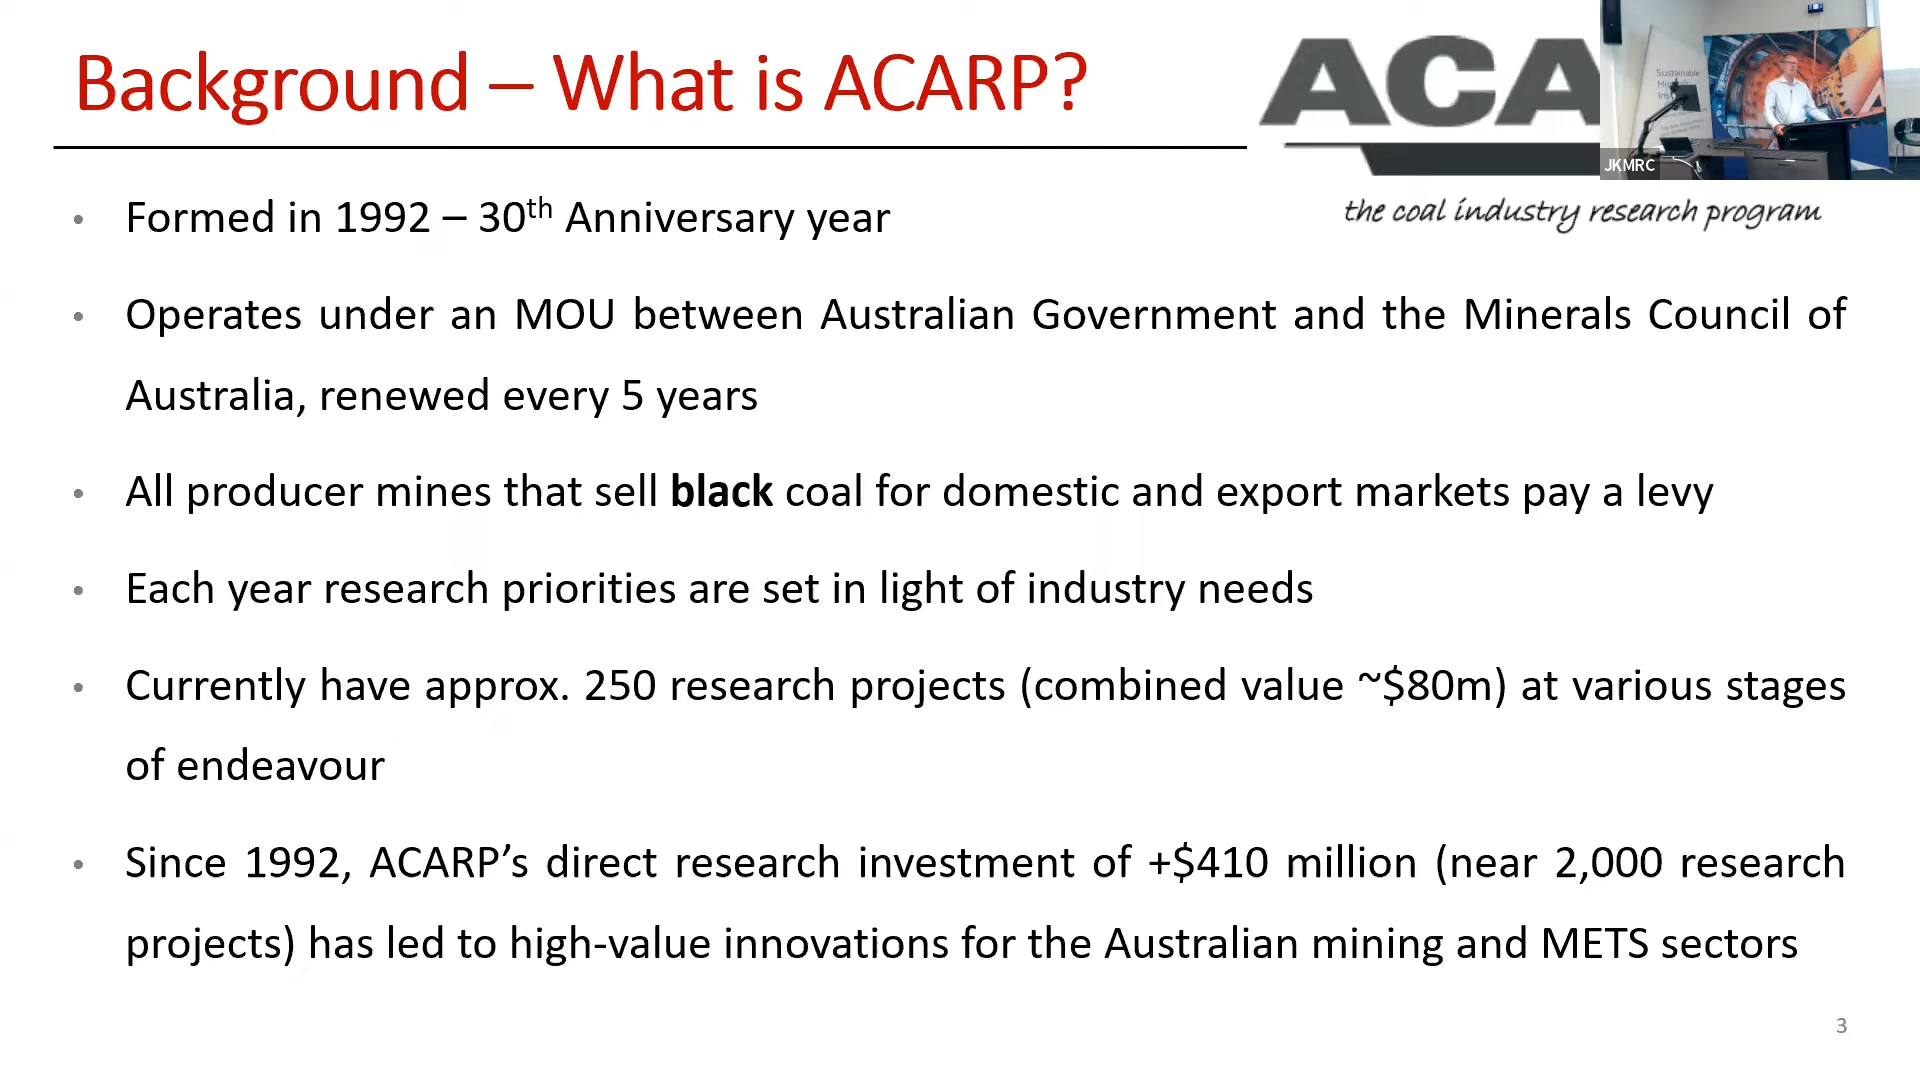 Background – What is ACARP?
ACA
Sustainable
JKMRC
the coal industry research program
• Formed in 1992 – 30th Anniversary year
• Operates under an MOU between Australian Government and the Minerals Council of
Australia, renewed every 5 years
• All producer mines that sell black coal for domestic and export markets pay a levy
• Each year research priorities are set in light of industry needs
• Currently have approx. 250 research projects (combined value ~$80m) at various stages
of endeavour
• Since 1992, ACARP’s direct research investment of +$410 million (near 2,000 research
projects) has led to high-value innovations for the Australian mining and METS sectors
3